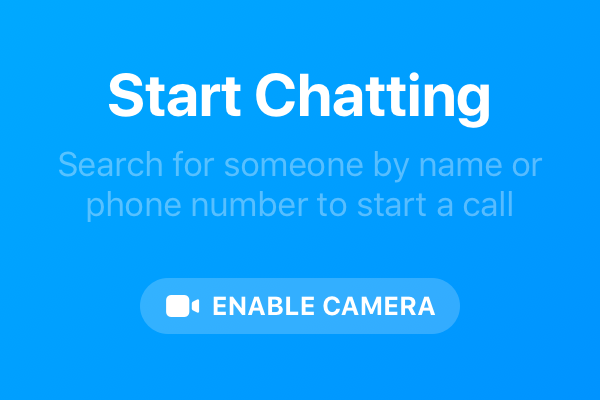 Start Chatting
Search for someone by name or
phone number to start a call
ENABLE CAMERA